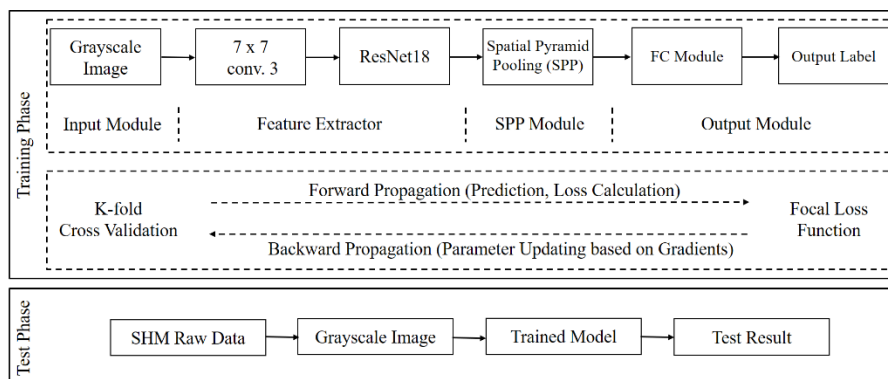 Training Phase
Grayscale
Image
7 x 7
conv. 3
ResNet18
Spatial Pyramid
Pooling (SPP)
FC Module
Output Label
Input Module
Feature Extractor
SPP Module
Output Module
K-fold
Cross Validation
Forward Propagation (Prediction, Loss Calculation)
Backward Propagation (Parameter Updating based on Gradients)
Focal Loss
Function
Test Phase
SHM Raw Data
Grayscale Image
Trained Model
Test Result